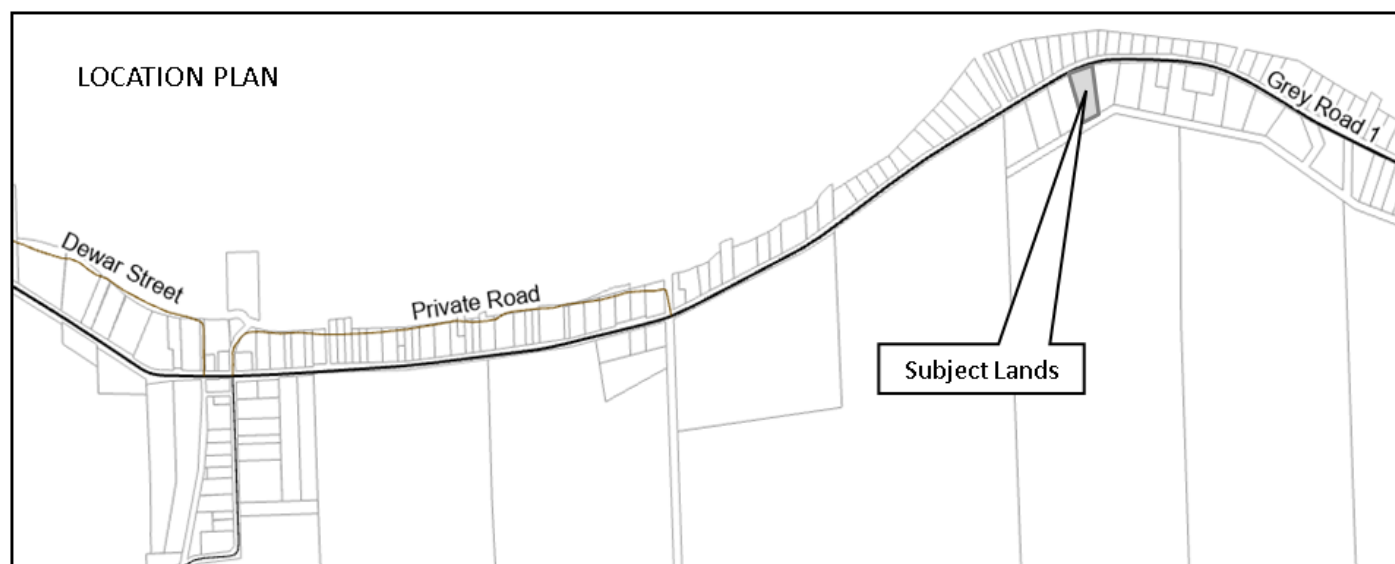 LOCATION PLAN
Grey Road 1
Dewar Street
Private Road
Subject Lands